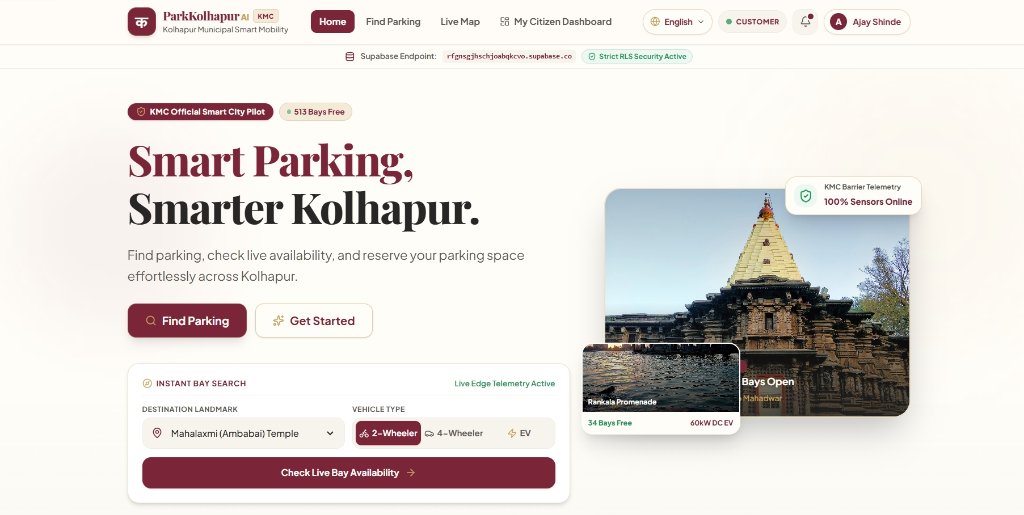 क
ParkKolhapur AI KMC
Kolhapur Municipal Smart Mobility
Home
Find Parking
Live Map
My Citizen Dashboard
English
CUSTOMER
A
Ajay Shinde
Supabase Endpoint: rfgnsgjhschjoabqkcvo.supabase.co
Strict RLS Security Active
KMC Official Smart City Pilot
513 Bays Free
Smart Parking,
Smarter Kolhapur.
Find parking, check live availability, and reserve your parking space
effortlessly across Kolhapur.
Find Parking
Get Started
INSTANT BAY SEARCH
Live Edge Telemetry Active
DESTINATION LANDMARK
Mahalaxmi (Ambabai) Temple
VEHICLE TYPE
2-Wheeler
4-Wheeler
EV
Check Live Bay Availability
KMC Barrier Telemetry
100% Sensors Online
Bays Open
Mahadwar
Rankala Promenade
34 Bays Free
60kW DC EV